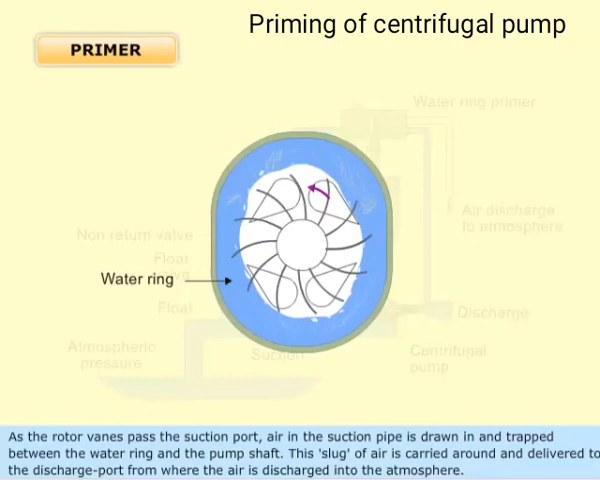 Priming of centrifugal pump
PRIMER
Water ring primer
Air discharge
to atmosphere
Non return valve
Float
valve
Water ring
Float
Discharge
Atmospheric
pressure
Suction
Centrifugal
pump
As the rotor vanes pass the suction port, air in the suction pipe is drawn in and trapped
between the water ring and the pump shaft. This 'slug' of air is carried around and delivered to
the discharge-port from where the air is discharged into the atmosphere.